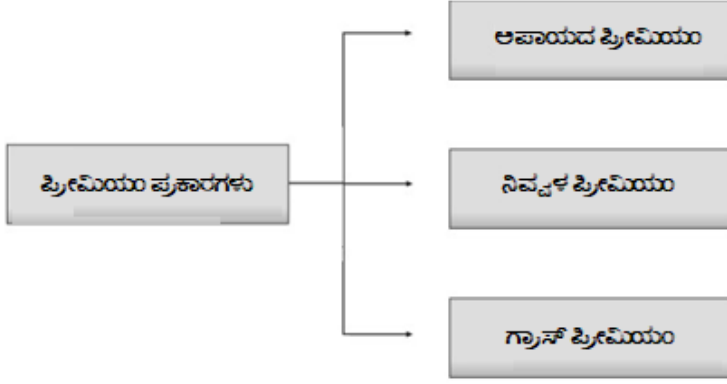 ಪ್ರೀಮಿಯಂ ಪ್ರಕಾರಗಳು
ಅಪಾಯದ ಪ್ರೀಮಿಯಂ
ನಿವ್ವಳ ಪ್ರೀಮಿಯಂ
ಗ್ರಾಸ್ ಪ್ರೀಮಿಯಂ